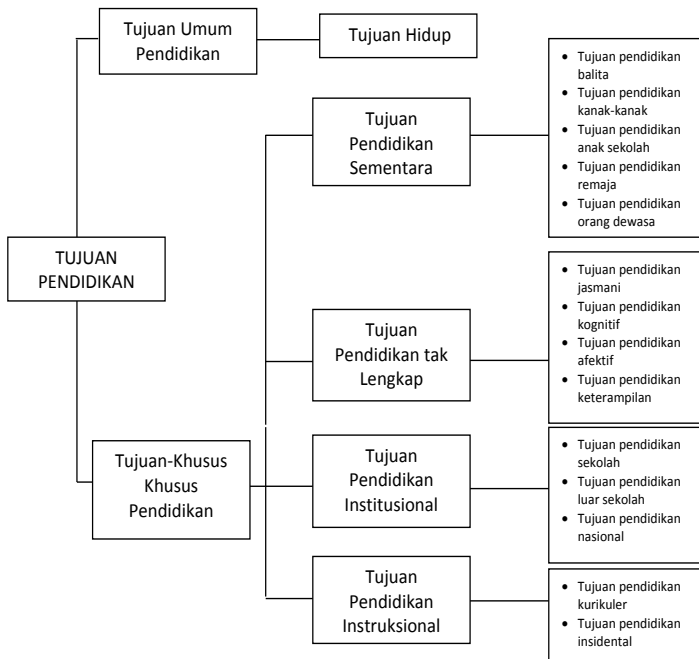 Tujuan Umum
Pendidikan
Tujuan Hidup
Tujuan
Pendidikan
Sementara
• Tujuan pendidikan
balita
• Tujuan pendidikan
kanak-kanak
• Tujuan pendidikan
anak sekolah
• Tujuan pendidikan
remaja
• Tujuan pendidikan
orang dewasa
TUJUAN
PENDIDIKAN
Tujuan
Pendidikan tak
Lengkap
• Tujuan pendidikan
jasmani
• Tujuan pendidikan
kognitif
• Tujuan pendidikan
afektif
• Tujuan pendidikan
keterampilan
Tujuan-Khusus
Khusus
Pendidikan
Tujuan
Pendidikan
Institusional
• Tujuan pendidikan
sekolah
• Tujuan pendidikan
luar sekolah
• Tujuan pendidikan
nasional
Tujuan
Pendidikan
Instruksional
• Tujuan pendidikan
kurikuler
• Tujuan pendidikan
insidental